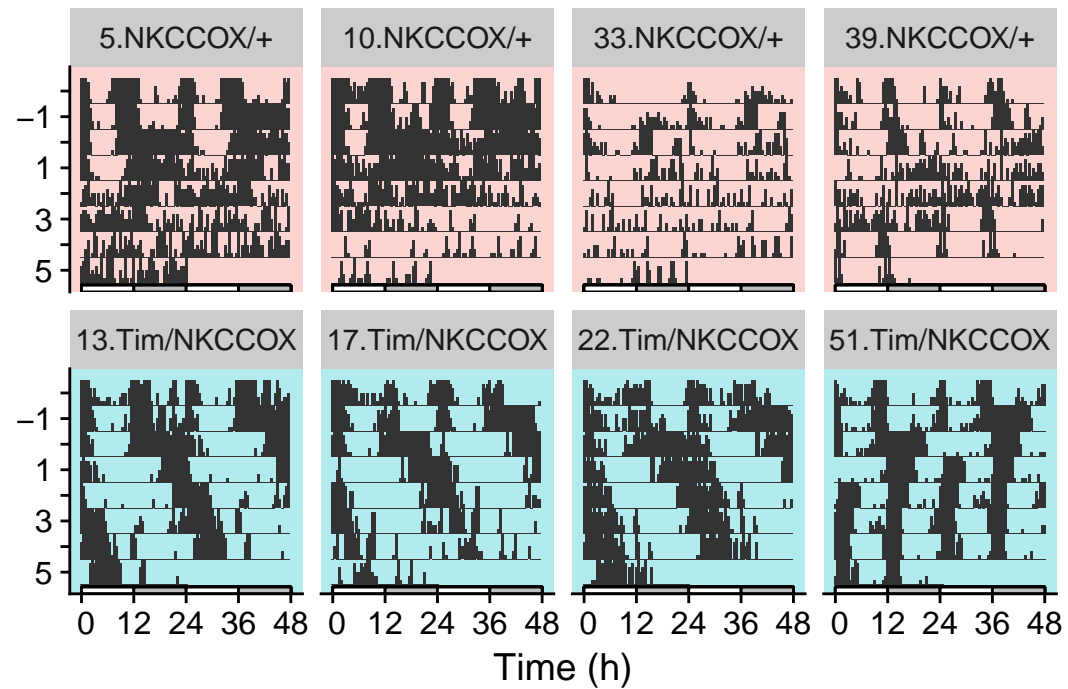 5.NKCCOX/+ 10.NKCCOX/+ 33.NKCCOX/+ 39.NKCCOX/+
−1
1
3
5
13.Tim/NKCCOX 17.Tim/NKCCOX 22.Tim/NKCCOX 51.Tim/NKCCOX
−1
1
3
5
0 12 24 36 48 0 12 24 36 48 0 12 24 36 48 0 12 24 36 48
Time (h)